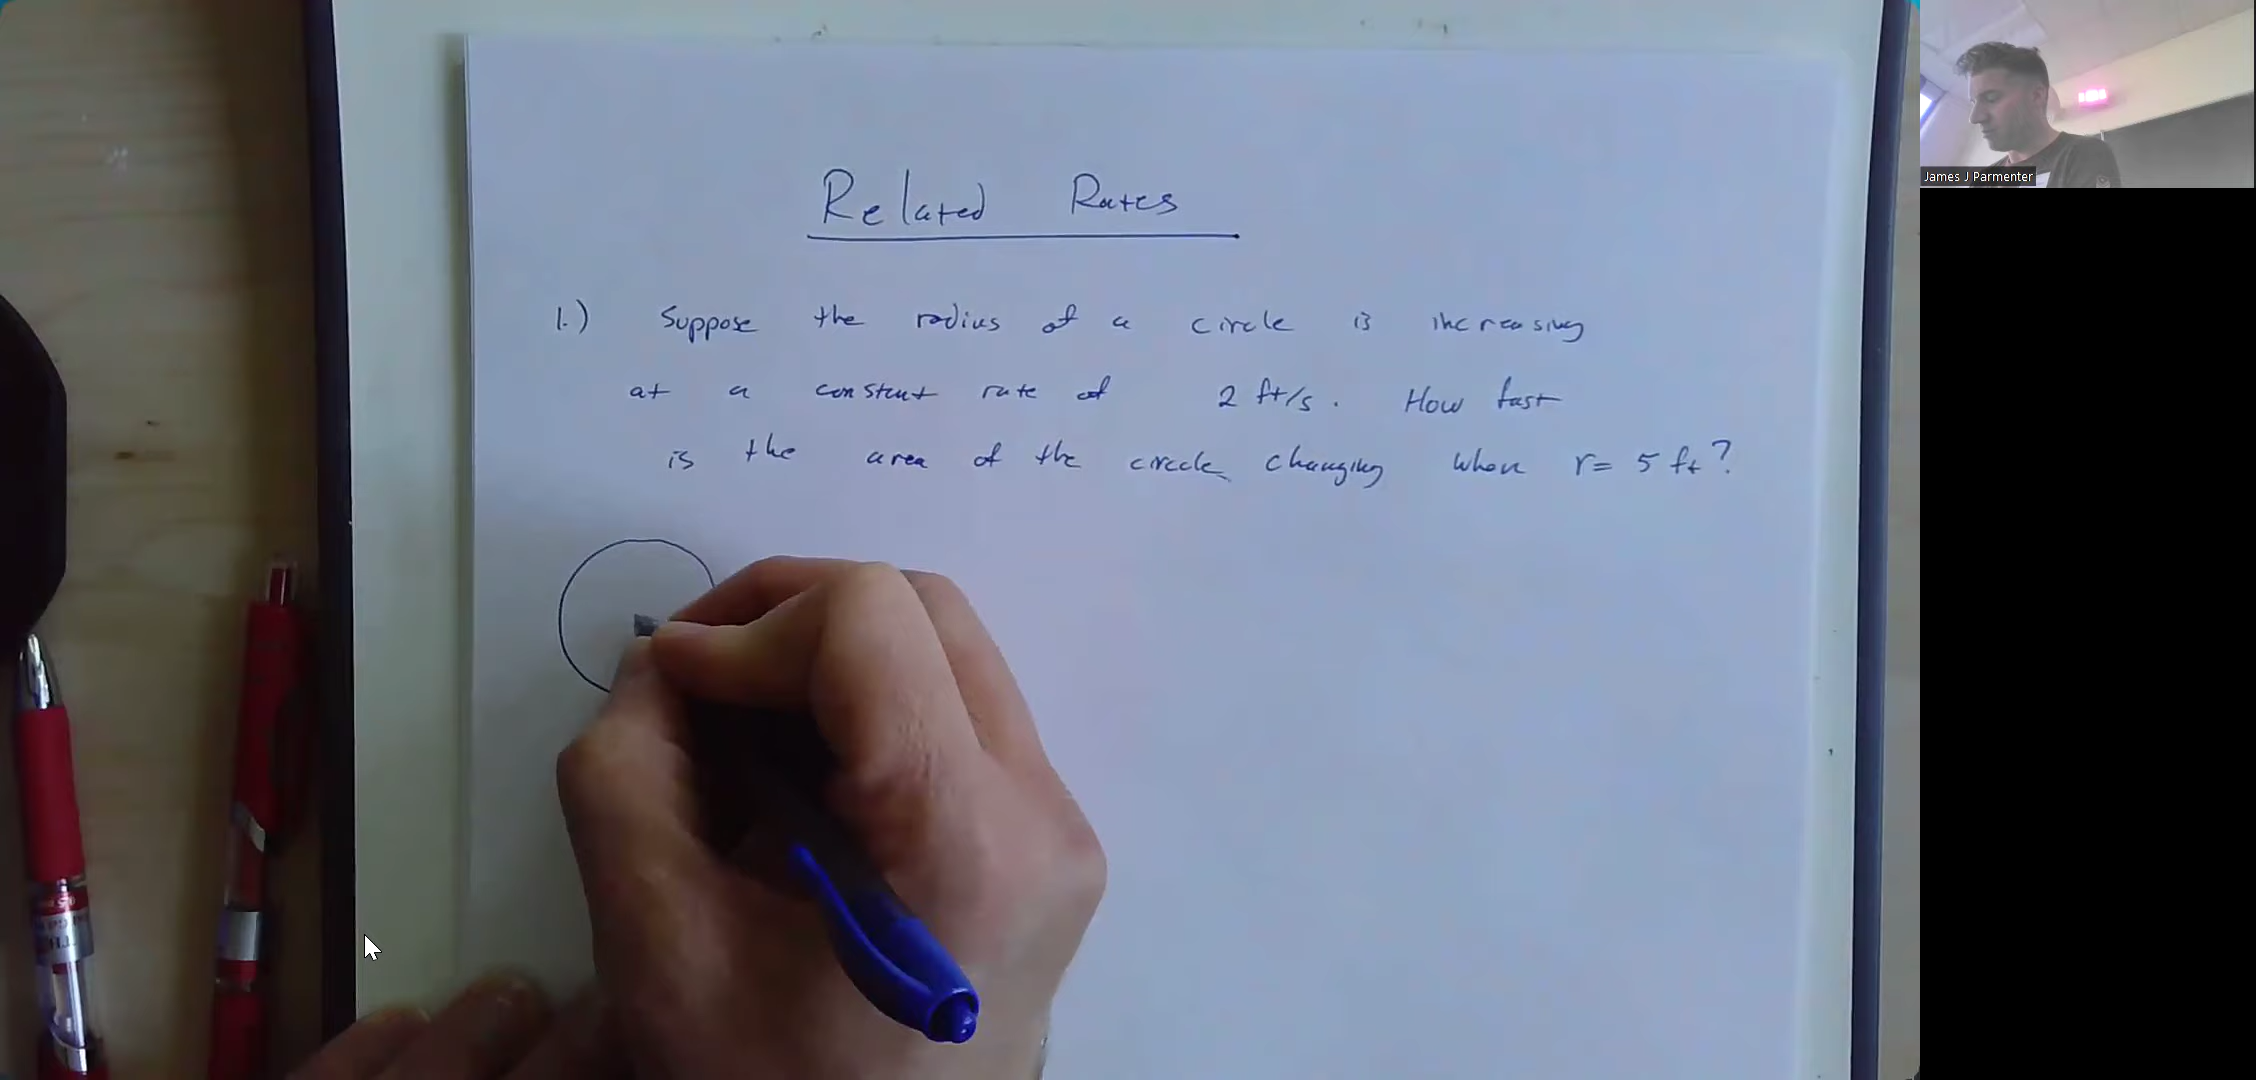 Related Rates
1.) Suppose the radius of a circle is increasing
at a constant rate of 2 ft/s. How fast
is the area of the circle changing when r = 5 ft?
James J Parmenter